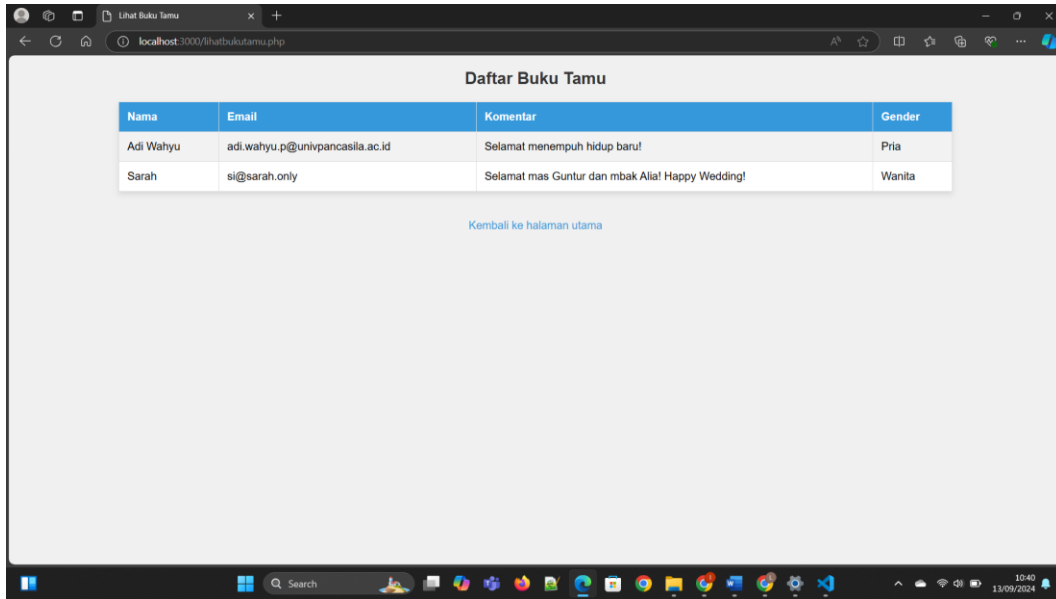 Lihat Buku Tamu
localhost:3000/lihatbukutamu.php
Daftar Buku Tamu
Nama Email Komentar Gender
Adi Wahyu adi.wahyu.p@univpancasila.ac.id Selamat menempuh hidup baru! Pria
Sarah si@sarah.only Selamat mas Guntur dan mbak Alia! Happy Wedding! Wanita
Kembali ke halaman utama
Search
10:40
13/09/2024